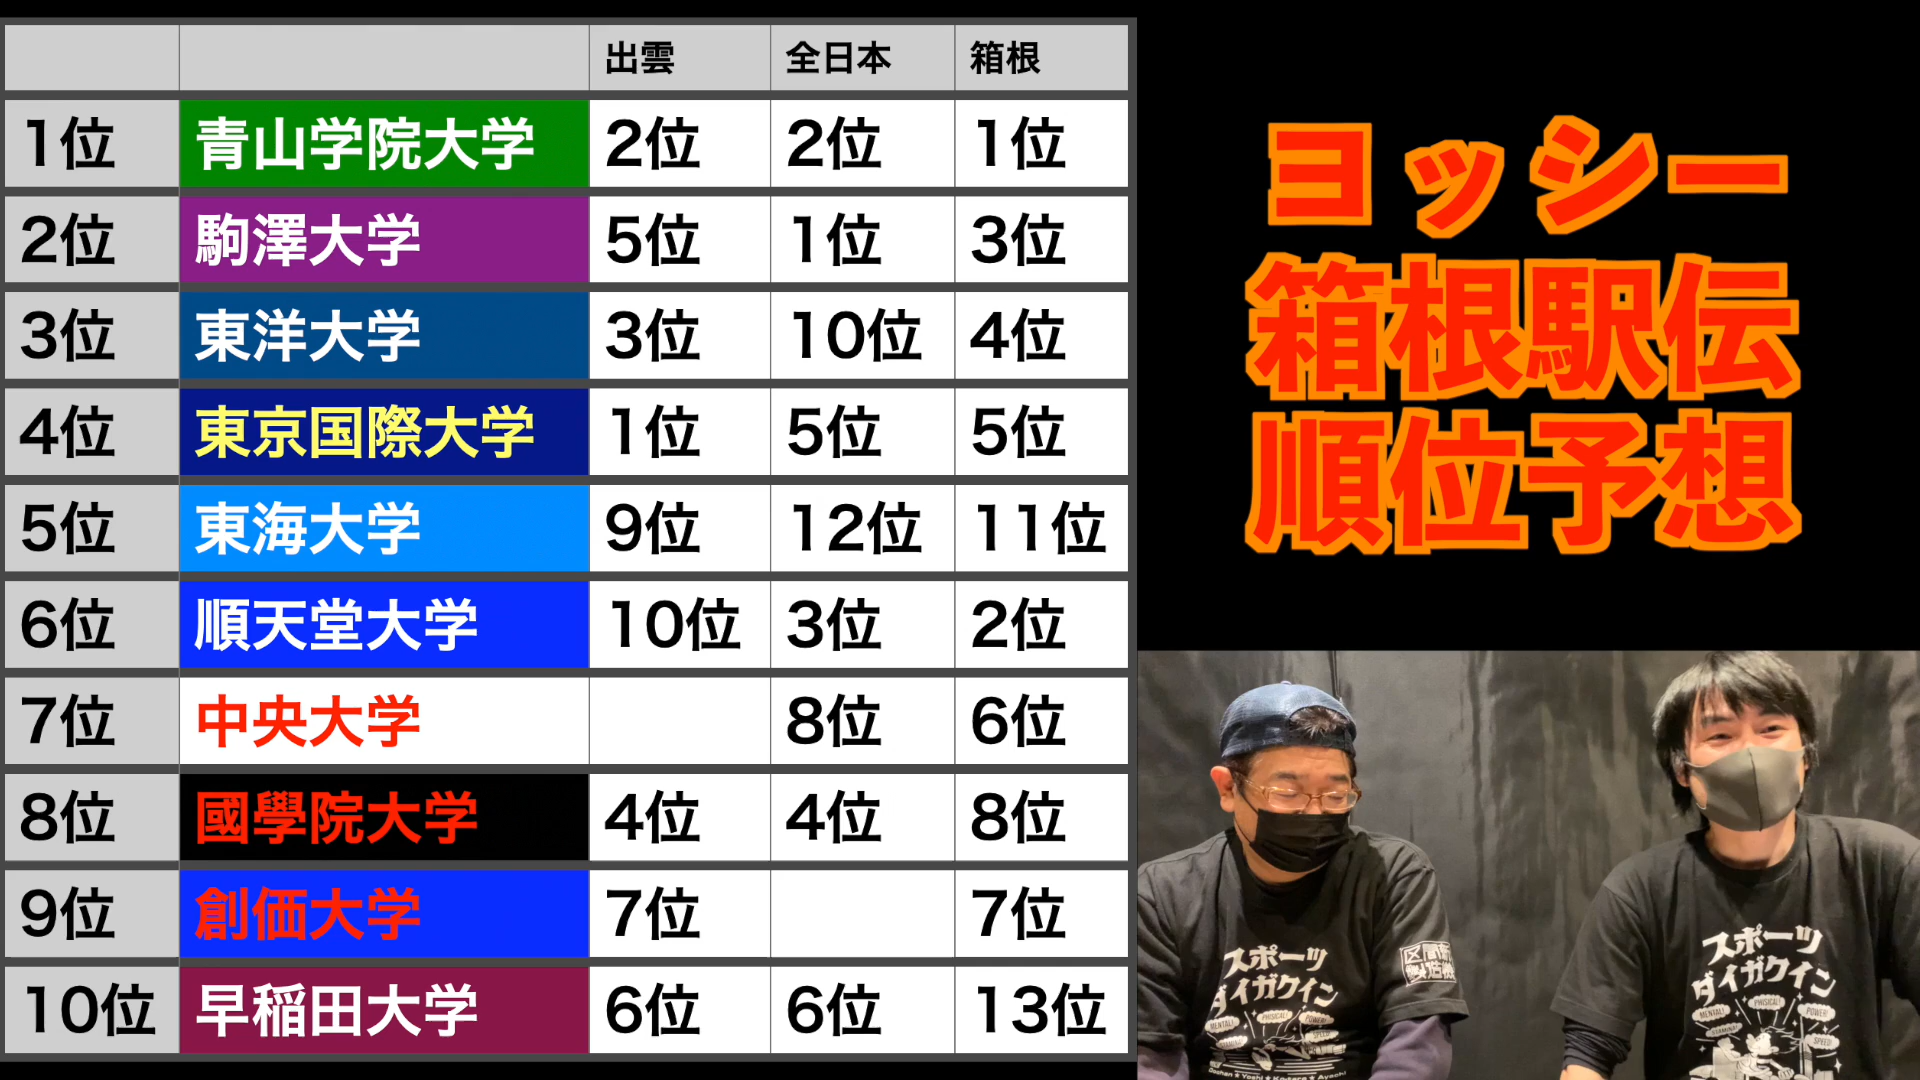 出雲 全日本 箱根
1位 青山学院大学 2位 2位 1位
2位 駒澤大学 5位 1位 3位
3位 東洋大学 3位 10位 4位
4位 東京国際大学 1位 5位 5位
5位 東海大学 9位 12位 11位
6位 順天堂大学 10位 3位 2位
7位 中央大学 8位 6位
8位 國學院大学 4位 4位 8位
9位 創価大学 7位 7位
10位 早稲田大学 6位 6位 13位
ヨッシー
箱根駅伝
順位予想
スポーツ
ダイガクイン
MENTAL! PHISICAL!
スポーツ
ダイガクイン
MENTAL! PHISICAL! POWER!
SPEED!